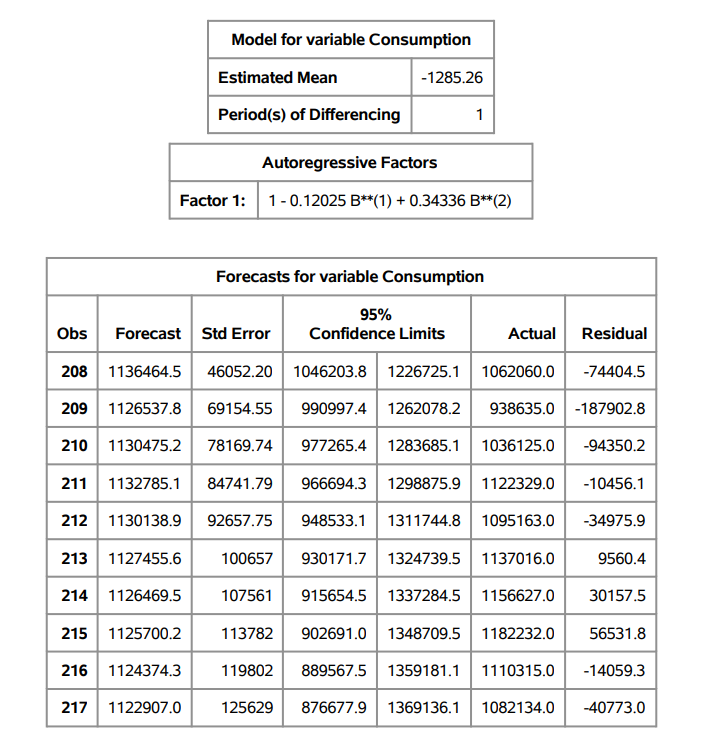 Model for variable Consumption
Estimated Mean -1285.26
Period(s) of Differencing 1
Autoregressive Factors
Factor 1: 1 - 0.12025 B**(1) + 0.34336 B**(2)
Forecasts for variable Consumption
Obs Forecast Std Error 95% Confidence Limits Actual Residual
208 1136464.5 46052.20 1046203.8 1226725.1 1062060.0 -74404.5
209 1126537.8 69154.55 990997.4 1262078.2 938635.0 -187902.8
210 1130475.2 78169.74 977265.4 1283685.1 1036125.0 -94350.2
211 1132785.1 84741.79 966694.3 1298875.9 1122329.0 -10456.1
212 1130138.9 92657.75 948533.1 1311744.8 1095163.0 -34975.9
213 1127455.6 100657 930171.7 1324739.5 1137016.0 9560.4
214 1126469.5 107561 915654.5 1337284.5 1156627.0 30157.5
215 1125700.2 113782 902691.0 1348709.5 1182232.0 56531.8
216 1124374.3 119802 889567.5 1359181.1 1110315.0 -14059.3
217 1122907.0 125629 876677.9 1369136.1 1082134.0 -40773.0